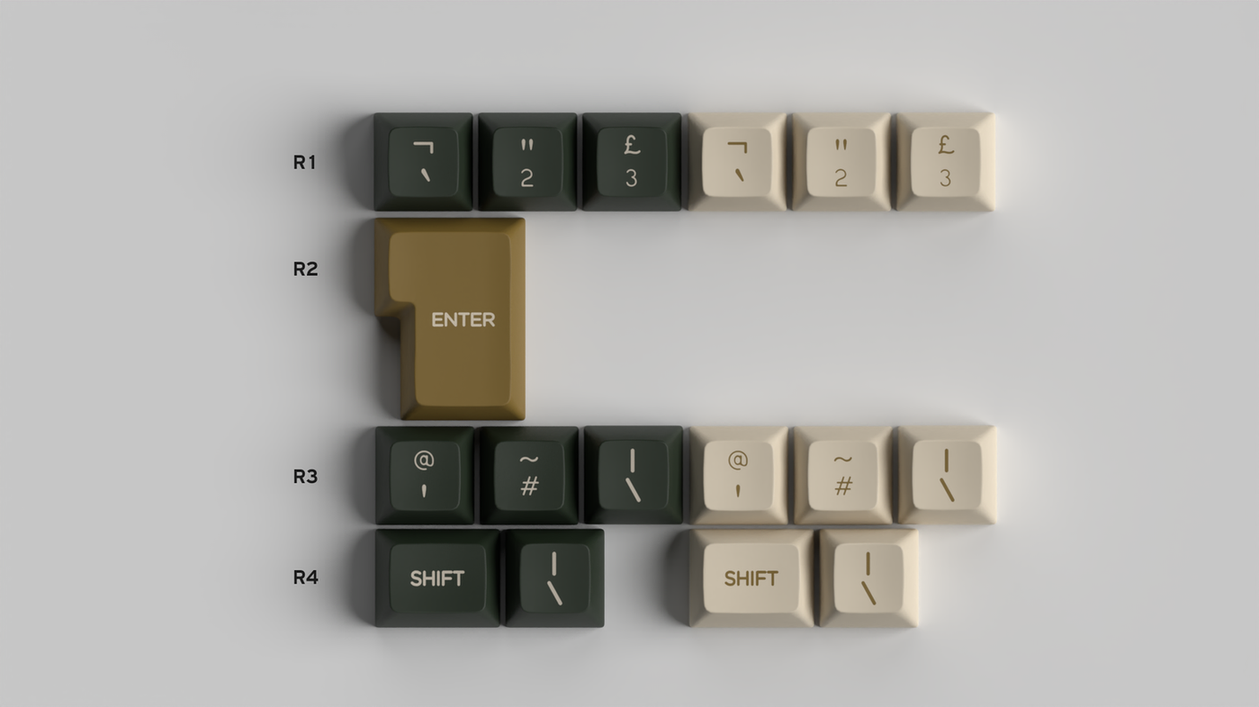 R1
¬ " £ ¬ " £
` 2 3 ` 2 3
R2
ENTER
R3
@ ~ | @ ~ |
' # \ ' # \
R4
SHIFT | SHIFT |
\ \